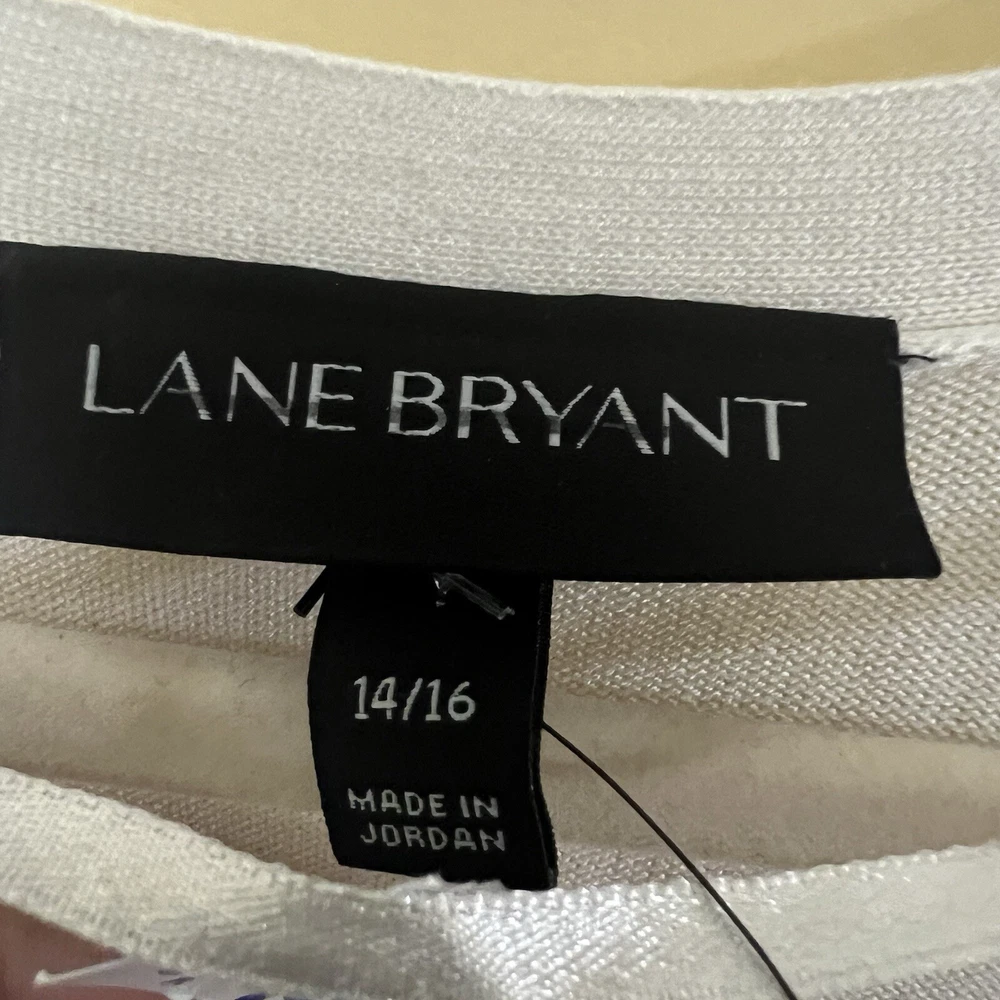 LANE BRYANT
14/16
MADE IN
JORDAN